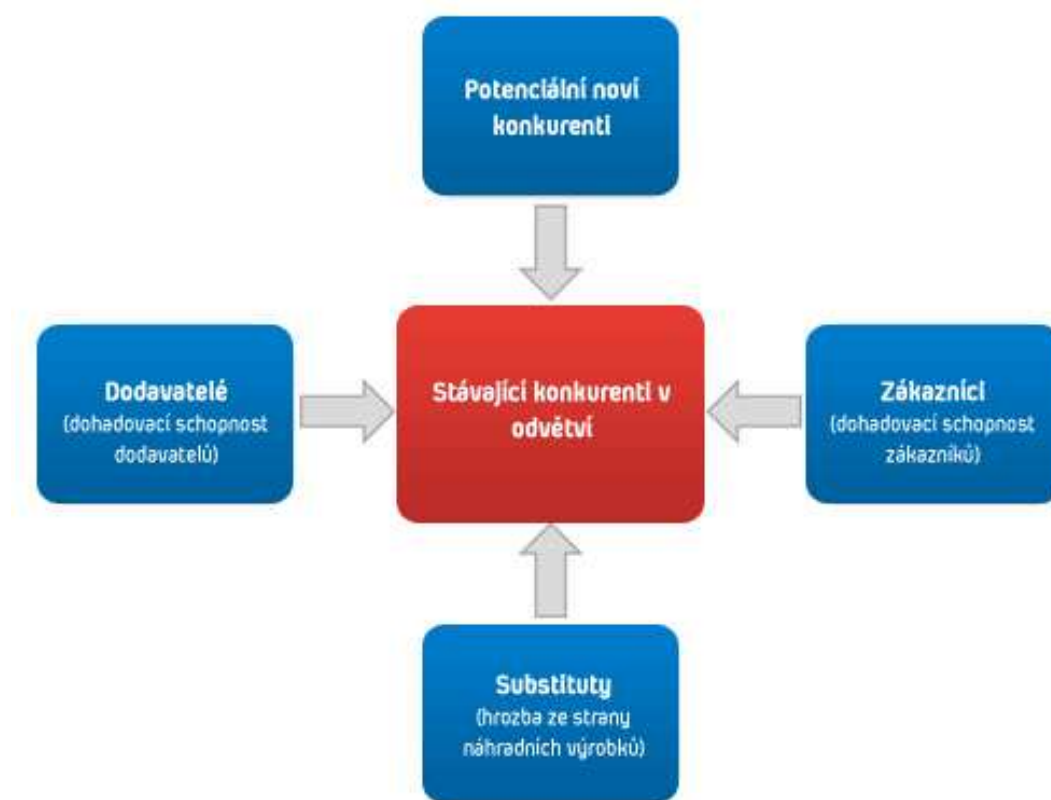 Potenciální noví
konkurenti
Dodavatelé
(dohadovací schopnost
dodavatelů)
Stávající konkurenti v
odvětví
Zákazníci
(dohadovací schopnost
zákazníků)
Substituty
(hrozba ze strany
náhradních výrobků)